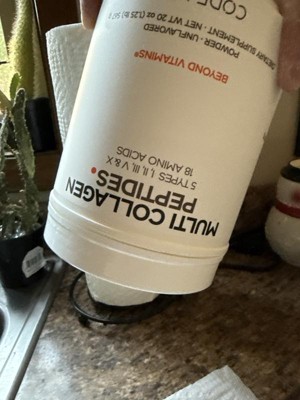 MULTI COLLAGEN
PEPTIDES.
5 TYPES I, II, III, V & X
18 AMINO ACIDS
BEYOND VITAMINS®
POWDER · UNFLAVORED
DIETARY SUPPLEMENT · NET WT 20 oz (1.25 lb)
CODE